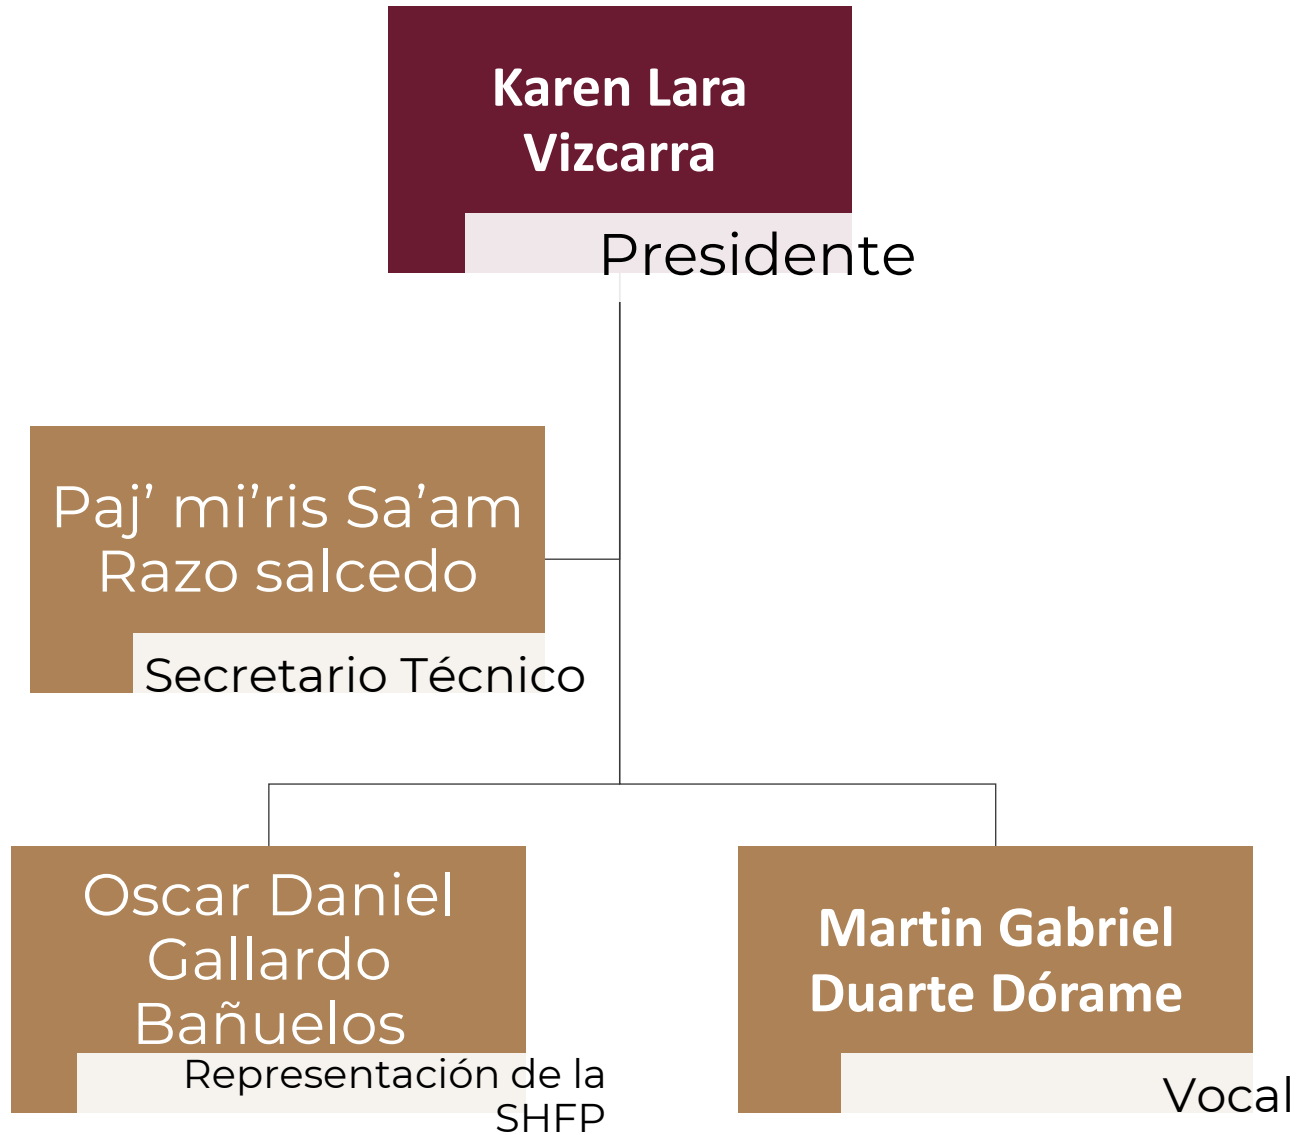 Karen Lara
Vizcarra
Presidente
Paj’ mi’ris Sa’am
Razo salcedo
Secretario Técnico
Oscar Daniel
Gallardo
Bañuelos
Representación de la
SHFP
Martin Gabriel
Duarte Dórame
Vocal